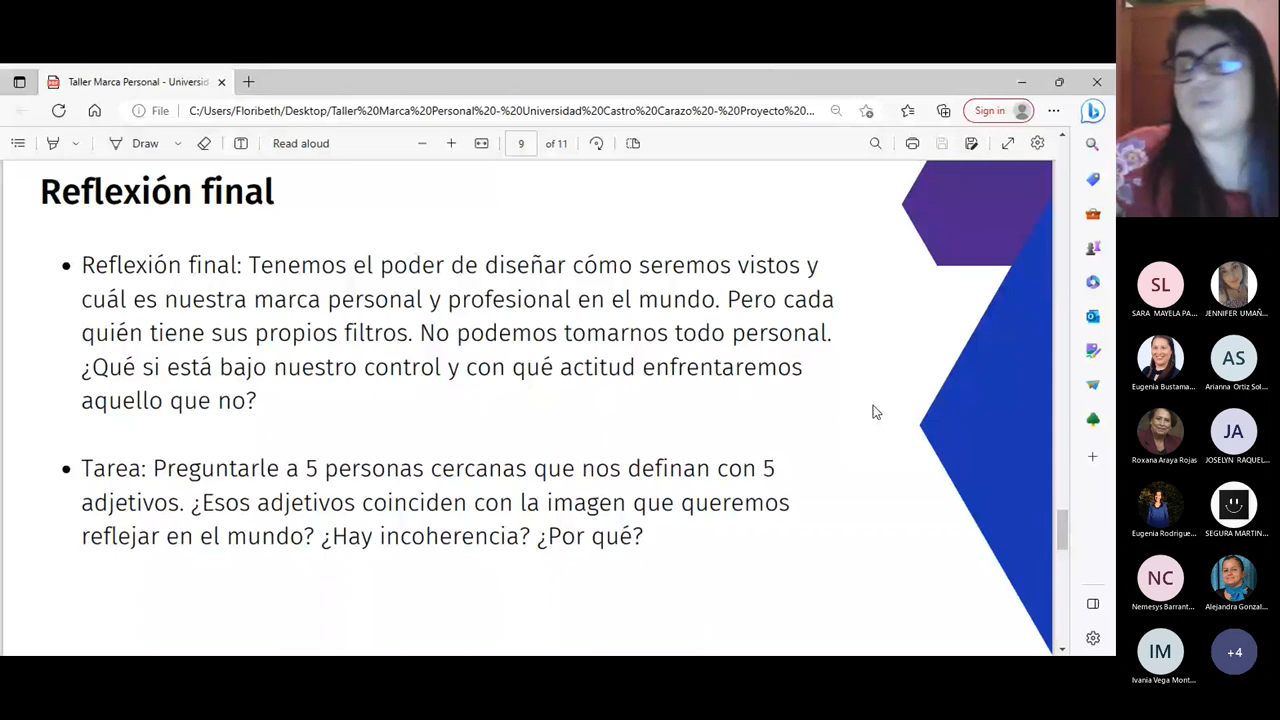 Taller Marca Personal - Universid
File
C:/Users/Floribeth/Desktop/Taller%20Marca%20Personal%20-%20Universidad%20Castro%20Carazo%20-%20Proyecto%20...
Sign in
Draw
Read aloud
9
of 11
Reflexión final
• Reflexión final: Tenemos el poder de diseñar cómo seremos vistos y
cuál es nuestra marca personal y profesional en el mundo. Pero cada
quién tiene sus propios filtros. No podemos tomarnos todo personal.
¿Qué si está bajo nuestro control y con qué actitud enfrentaremos
aquello que no?
• Tarea: Preguntarle a 5 personas cercanas que nos definan con 5
adjetivos. ¿Esos adjetivos coinciden con la imagen que queremos
reflejar en el mundo? ¿Hay incoherencia? ¿Por qué?
SL
SARA MAYELA PA...
JENNIFER UMAÑ...
Eugenia Bustama...
AS
Arianna Ortiz Sol...
Roxana Araya Rojas
JA
JOSELYN RAQUEL...
Eugenia Rodrigue...
SEGURA MARTIN...
NC
Nemesys Barrant...
Alejandra Gonzal...
IM
Ivania Vega Mont...
+4